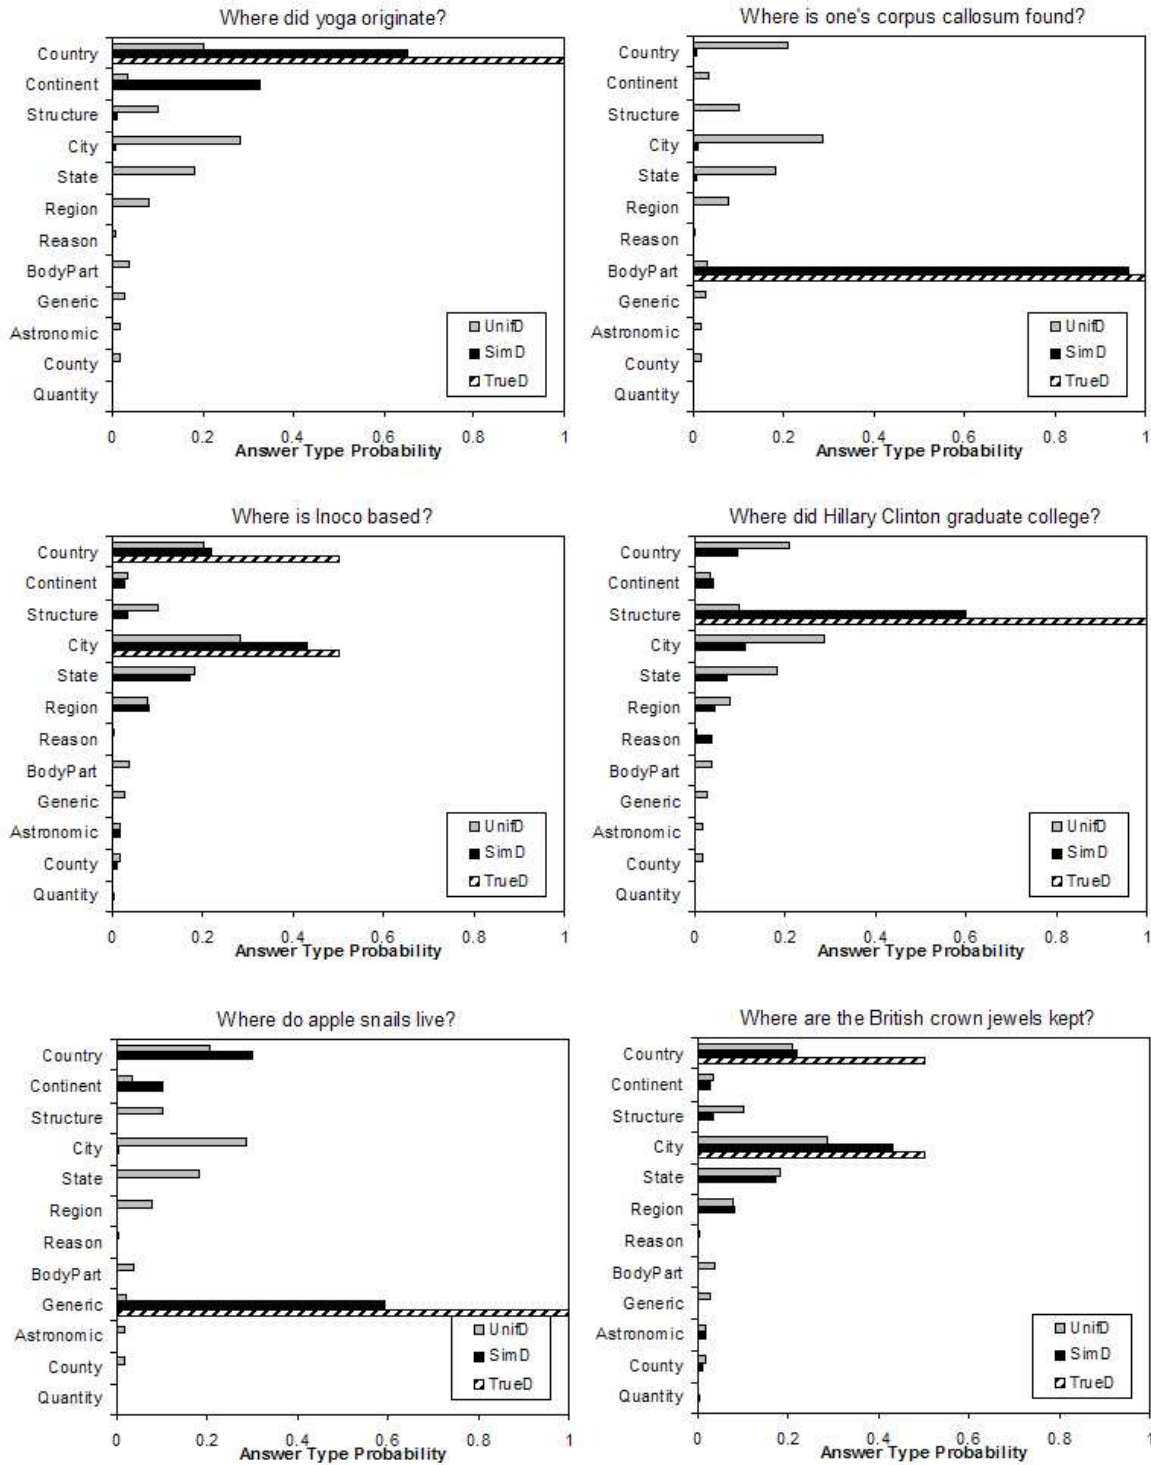 Where did yoga originate?
Country
Continent
Structure
City
State
Region
Reason
BodyPart
Generic
Astronomic
County
Quantity
UnifD
SimD
TrueD
0 0.2 0.4 0.6 0.8 1
Answer Type Probability
Where is one's corpus callosum found?
Country
Continent
Structure
City
State
Region
Reason
BodyPart
Generic
Astronomic
County
Quantity
UnifD
SimD
TrueD
0 0.2 0.4 0.6 0.8 1
Answer Type Probability
Where is Inoco based?
Country
Continent
Structure
City
State
Region
Reason
BodyPart
Generic
Astronomic
County
Quantity
UnifD
SimD
TrueD
0 0.2 0.4 0.6 0.8 1
Answer Type Probability
Where did Hillary Clinton graduate college?
Country
Continent
Structure
City
State
Region
Reason
BodyPart
Generic
Astronomic
County
Quantity
UnifD
SimD
TrueD
0 0.2 0.4 0.6 0.8 1
Answer Type Probability
Where do apple snails live?
Country
Continent
Structure
City
State
Region
Reason
BodyPart
Generic
Astronomic
County
Quantity
UnifD
SimD
TrueD
0 0.2 0.4 0.6 0.8 1
Answer Type Probability
Where are the British crown jewels kept?
Country
Continent
Structure
City
State
Region
Reason
BodyPart
Generic
Astronomic
County
Quantity
UnifD
SimD
TrueD
0 0.2 0.4 0.6 0.8 1
Answer Type Probability